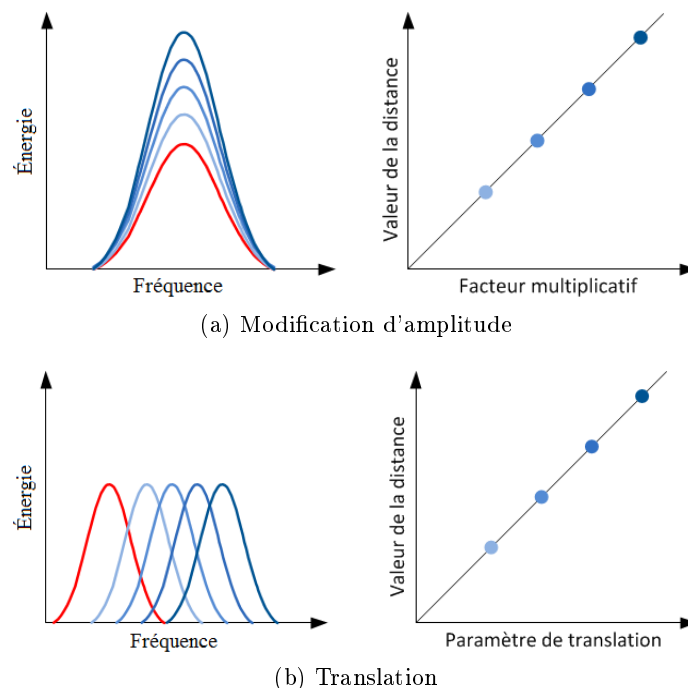 Énergie
Fréquence
Valeur de la distance
Facteur multiplicatif
(a) Modification d'amplitude
Énergie
Fréquence
Valeur de la distance
Paramètre de translation
(b) Translation